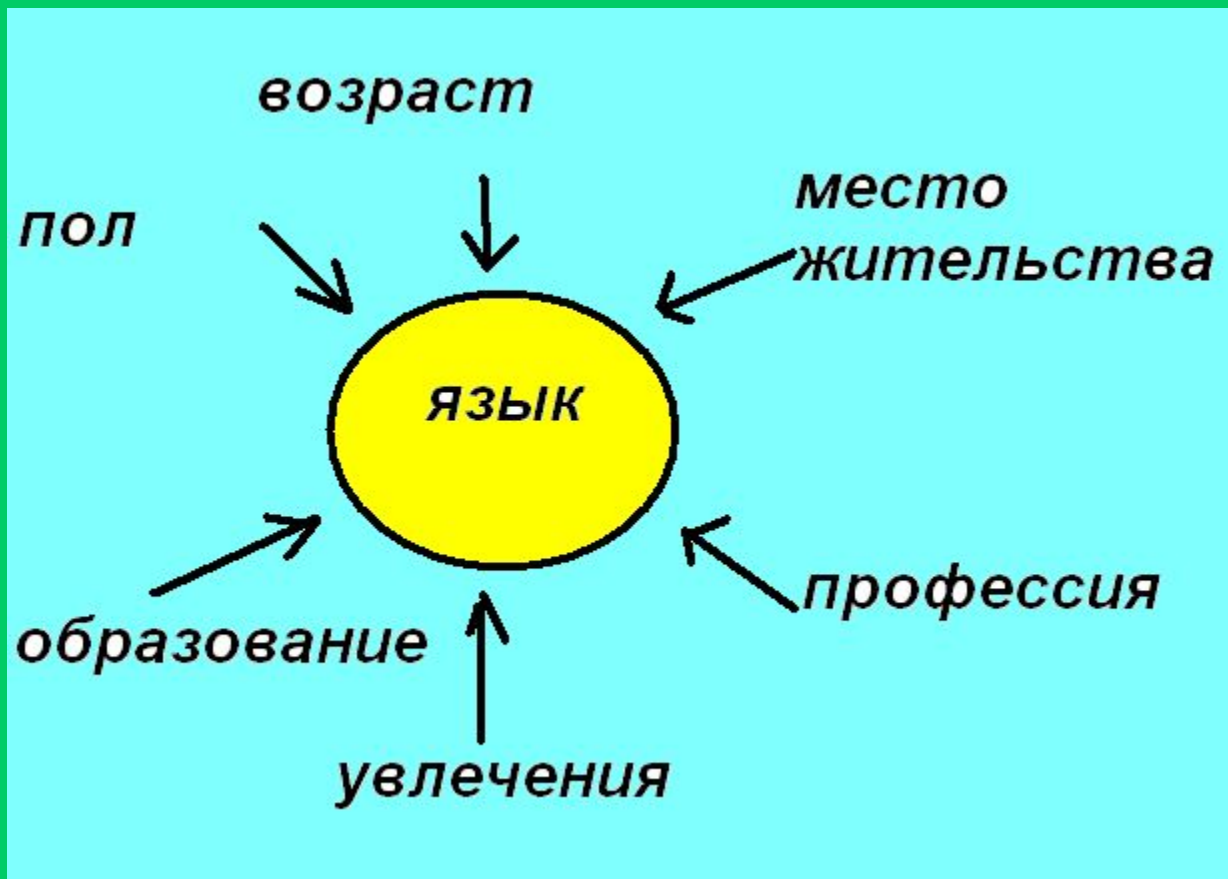 возраст
пол
место
жительства
язык
профессия
образование
увлечения